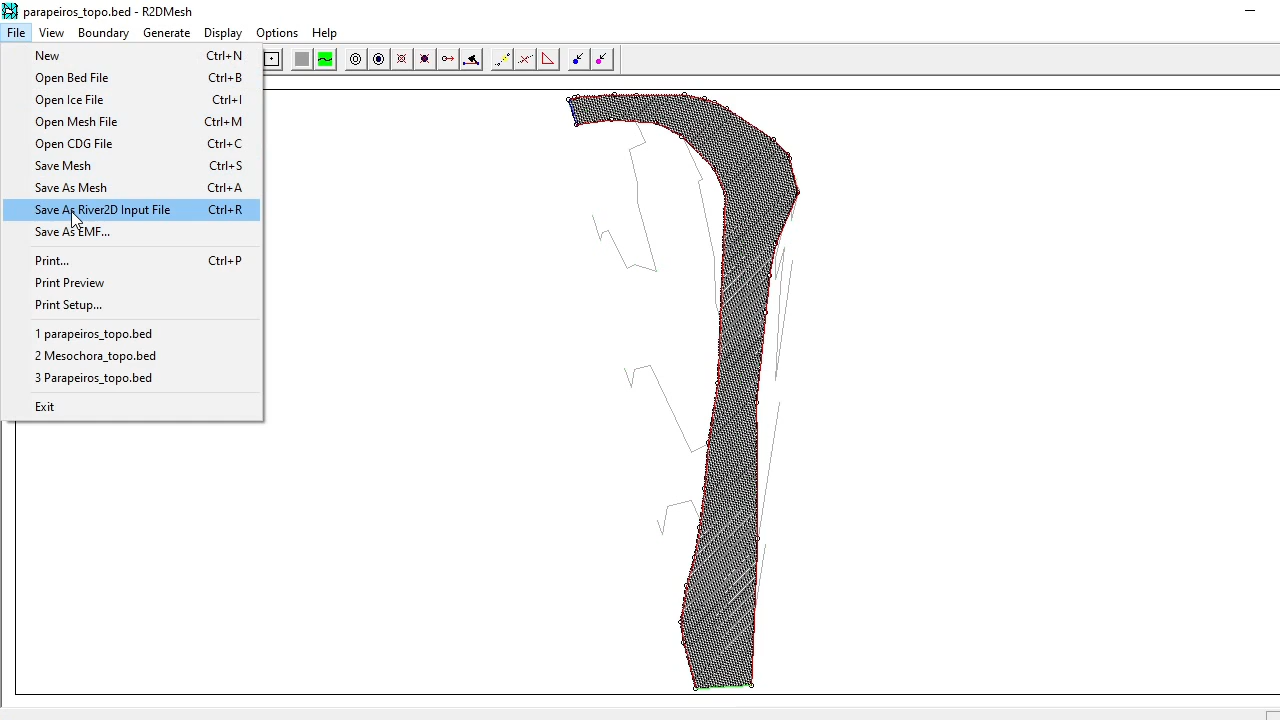 parapeiros_topo.bed - R2DMesh
File View Boundary Generate Display Options Help
New Ctrl+N
Open Bed File Ctrl+B
Open Ice File Ctrl+I
Open Mesh File Ctrl+M
Open CDG File Ctrl+C
Save Mesh Ctrl+S
Save As Mesh Ctrl+A
Save As River2D Input File Ctrl+R
Save As EMF...
Print... Ctrl+P
Print Preview
Print Setup...
1 parapeiros_topo.bed
2 Mesochora_topo.bed
3 Parapeiros_topo.bed
Exit